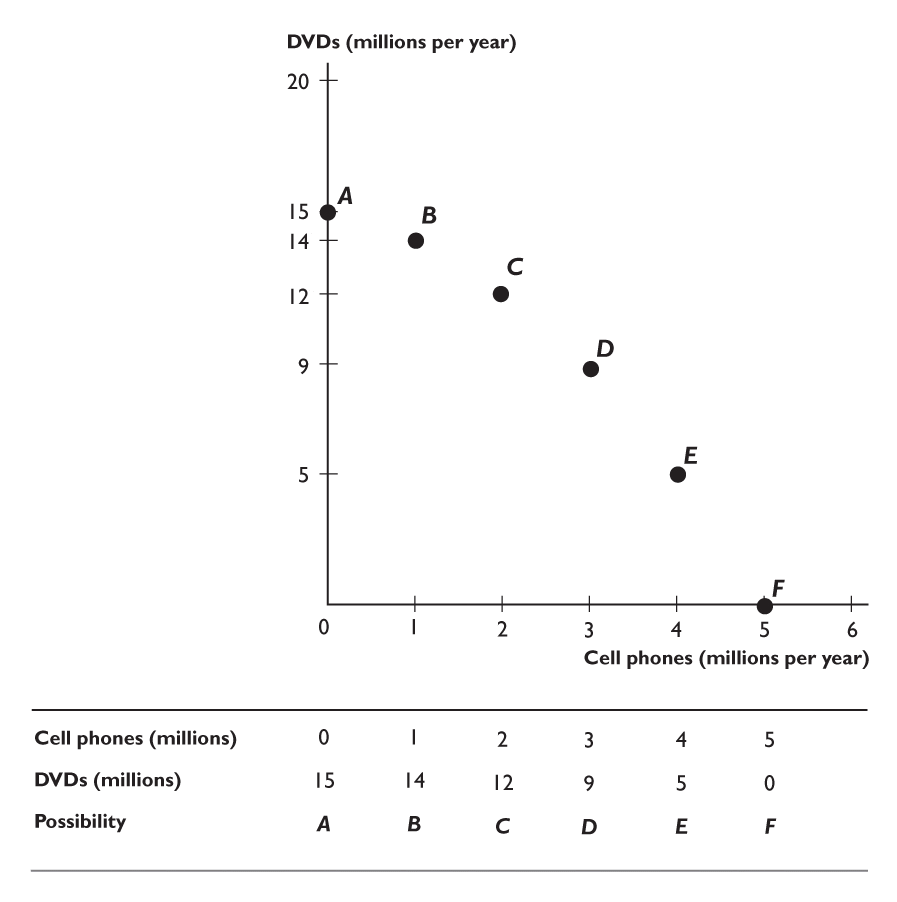 DVDs (millions per year)
20
A
15
B
14
C
12
D
9
E
5
F
0 1 2 3 4 5 6
Cell phones (millions per year)
Cell phones (millions) 0 1 2 3 4 5
DVDs (millions) 15 14 12 9 5 0
Possibility A B C D E F